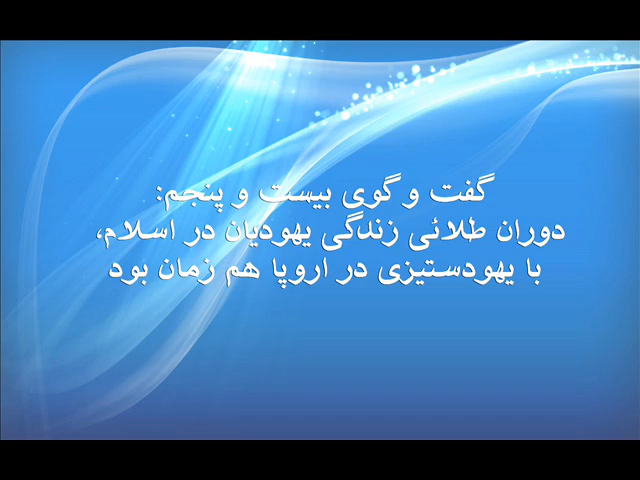 گفت و گوی بیست و پنجم:
دوران طلائی زندگی یهودیان در اسلام،
با یهودستیزی در اروپا هم زمان بود